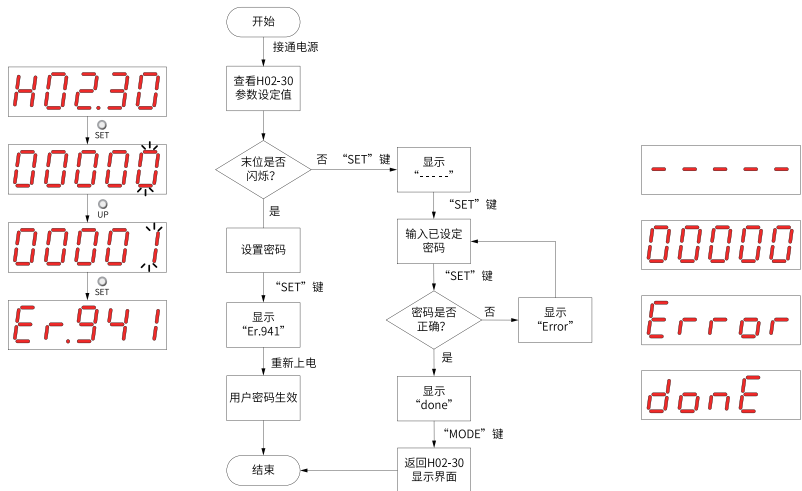 H02.30
SET
00000
UP
00001
SET
Er.941
开始
接通电源
查看H02-30
参数设定值
末位是否
闪烁?
否
“SET”键
是
设置密码
“SET”键
显示
“Er.941”
重新上电
用户密码生效
结束
显示
“-----”
“SET”键
输入已设定
密码
“SET”键
密码是否
正确?
否
显示
“Error”
是
显示
“done”
“MODE”键
返回H02-30
显示界面
-----
00000
Error
donE